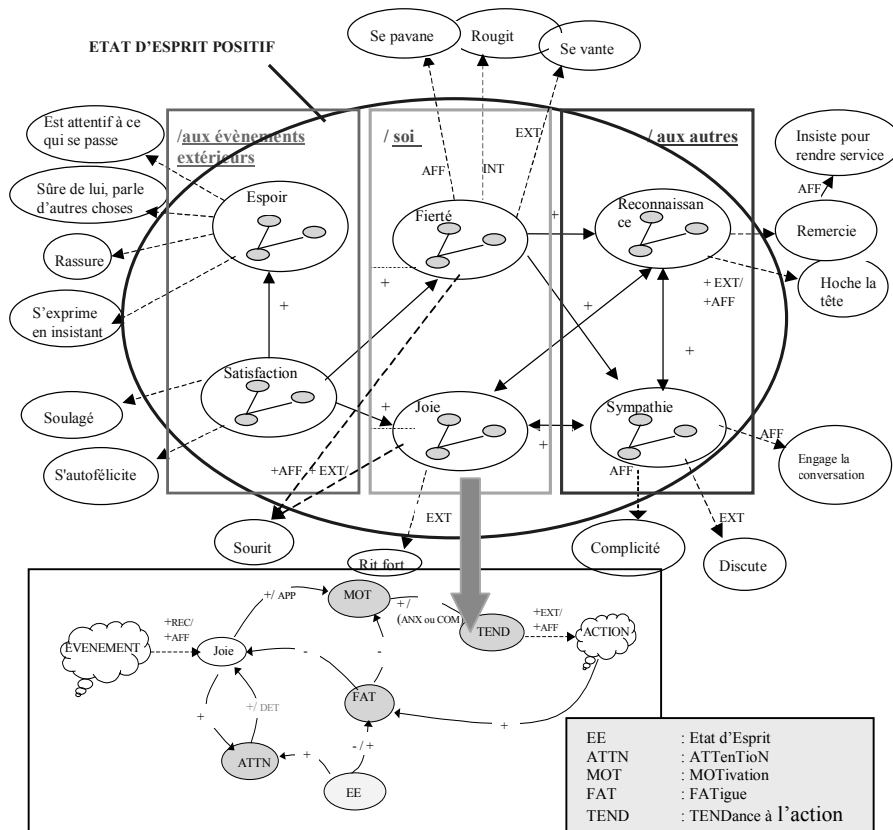 Se pavane
Rougit
Se vante
ETAT D'ESPRIT POSITIF
Est attentif à ce
qui se passe
/aux évènements
extérieurs
/ soi
/ aux autres
Insiste pour
rendre service
EXT
AFF
INT
AFF
Sûre de lui, parle
d'autres choses
Espoir
Fierté
Reconnaissan
ce
+
Remercie
Rassure
Hoche la
tête
+ EXT/
+AFF
+
+
S'exprime
en insistant
+
+
Satisfaction
Joie
Sympathie
+
Soulagé
+
AFF
S'autofélicite
+AFF
+ EXT/
AFF
Engage la
conversation
EXT
EXT
Sourit
Rit fort
Complicité
Discute
+/ APP
MOT
+/
(ANX ou COM)
TEND
+EXT/
+AFF
ACTION
+REC/
+AFF
EVENEMENT
Joie
-
-
+
+/ DET
FAT
+
ATTN
+
- / +
EE
EE : Etat d'Esprit
ATTN : ATTenTioN
MOT : MOTivation
FAT : FATigue
TEND : TENDance à l'action